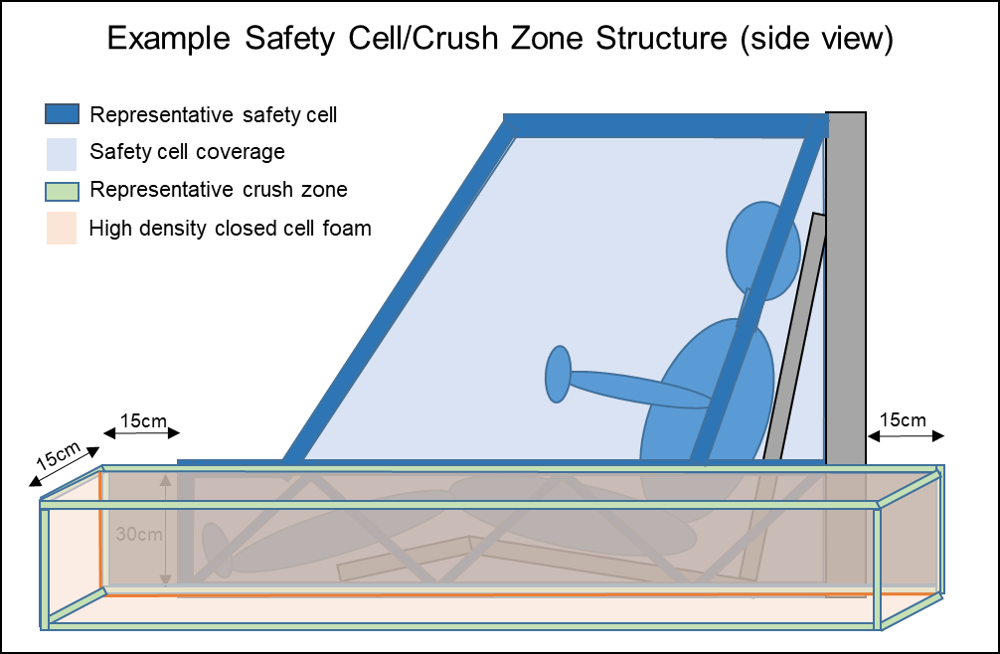 Example Safety Cell/Crush Zone Structure (side view)
Representative safety cell
Safety cell coverage
Representative crush zone
High density closed cell foam
15cm
15cm
15cm
30cm